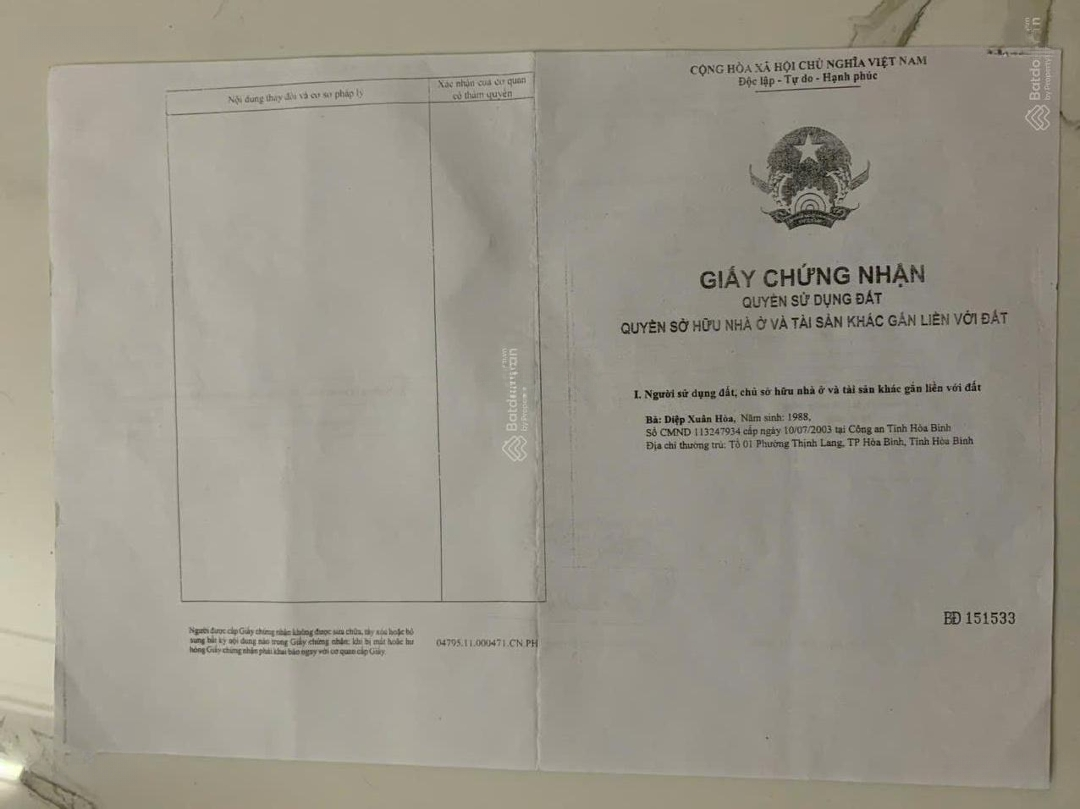 Nội dung thay đổi và cơ sở pháp lý
Xác nhận của cơ quan
có thẩm quyền
Người được cấp Giấy chứng nhận không được sửa chữa, tẩy xóa hoặc bổ
sung bất kỳ nội dung nào trong Giấy chứng nhận; khi bị mất hoặc hư
hỏng Giấy chứng nhận phải khai báo ngay với cơ quan cấp Giấy.
04795.11.000471.CN.PH
CỘNG HÒA XÃ HỘI CHỦ NGHĨA VIỆT NAM
Độc lập - Tự do - Hạnh phúc
GIẤY CHỨNG NHẬN
QUYỀN SỬ DỤNG ĐẤT
QUYỀN SỞ HỮU NHÀ Ở VÀ TÀI SẢN KHÁC GẮN LIỀN VỚI ĐẤT
I. Người sử dụng đất, chủ sở hữu nhà ở và tài sản khác gắn liền với đất
Bà: Diệp Xuân Hòa, Năm sinh: 1988,
Số CMND 113247934 cấp ngày 10/07/2003 tại Công an Tỉnh Hòa Bình
Địa chỉ thường trú: Tổ 01 Phường Thịnh Lang, TP Hòa Bình, Tỉnh Hòa Bình
BĐ 151533